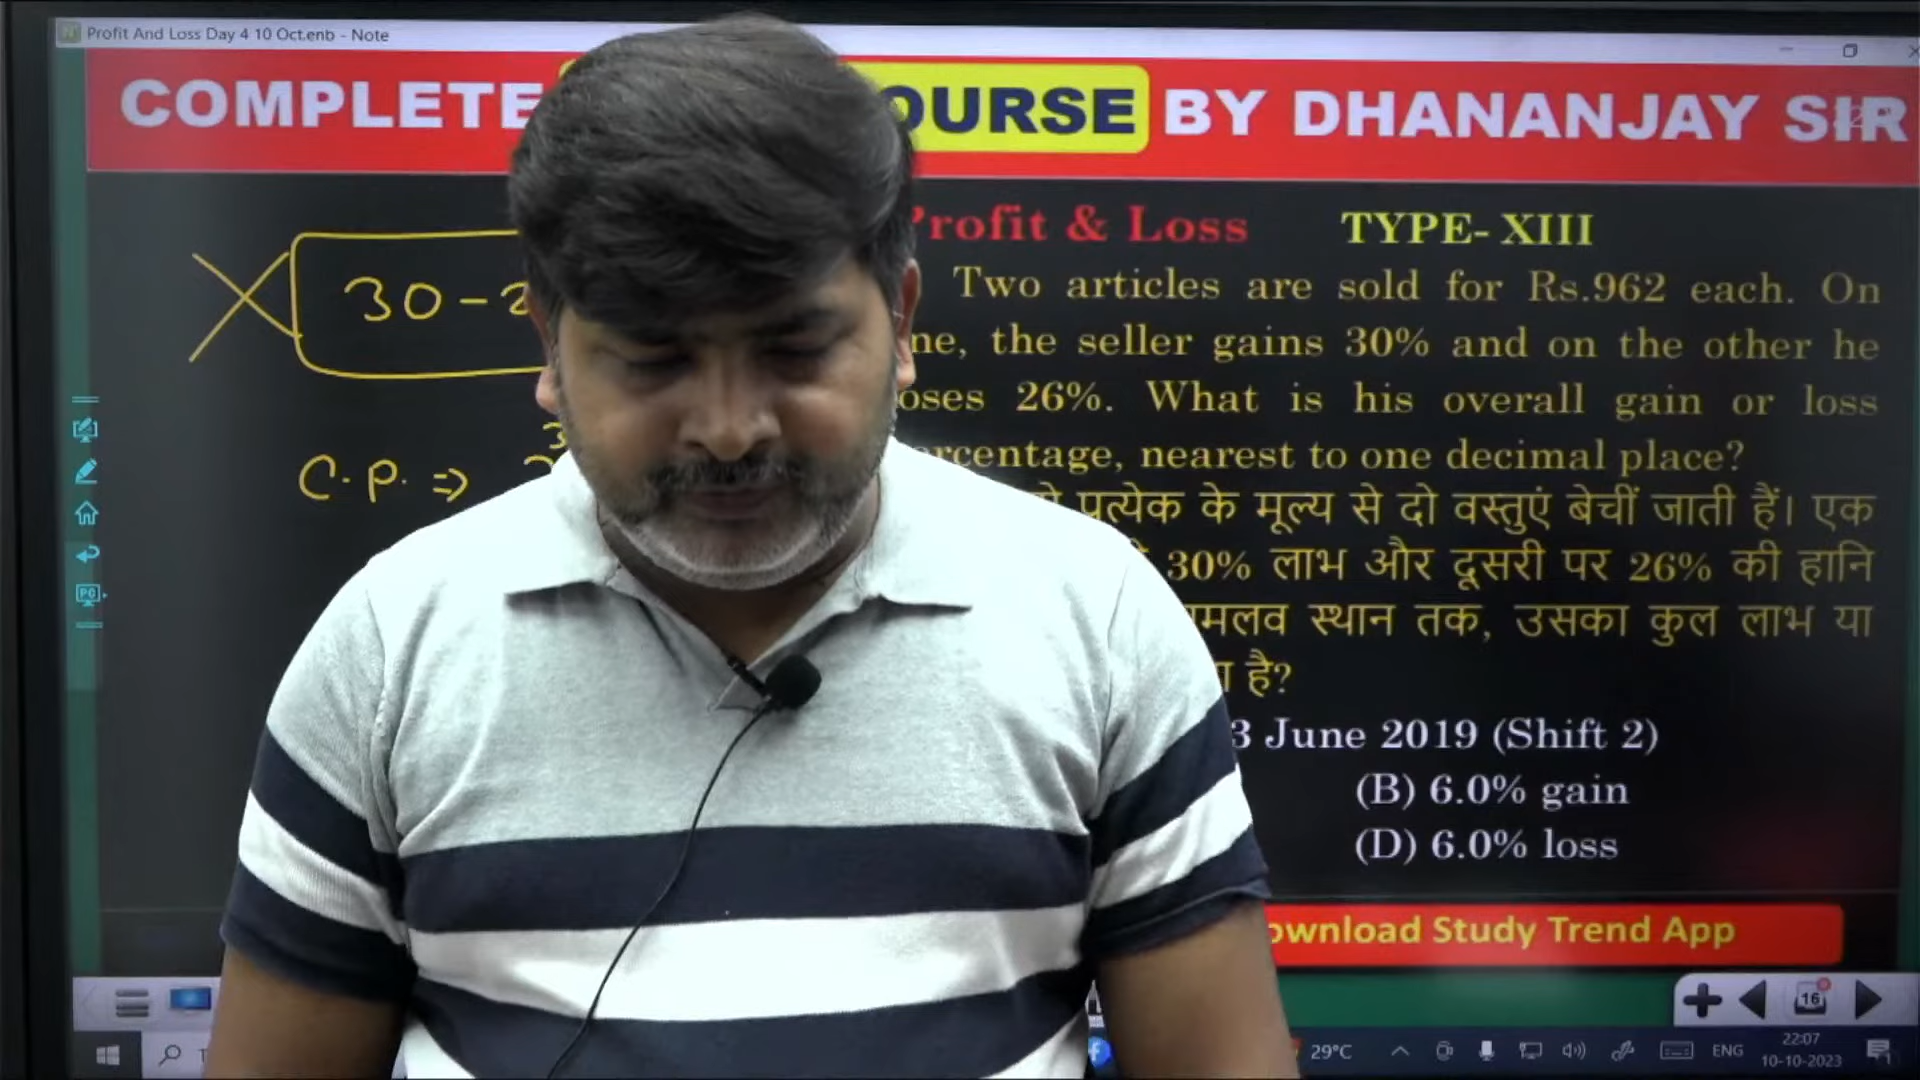 Profit And Loss Day 4 10 Oct.enb - Note
COMPLETE OURSE BY DHANANJAY SIR
Profit & Loss TYPE- XIII
30-
Two articles are sold for Rs.962 each. On
ne, the seller gains 30% and on the other he
oses 26%. What is his overall gain or loss
rcentage, nearest to one decimal place?
C.P. ⇒
प्रत्येक के मूल्य से दो वस्तुएं बेचीं जाती हैं। एक
30% लाभ और दूसरी पर 26% की हानि
मलव स्थान तक, उसका कुल लाभ या
है?
3 June 2019 (Shift 2)
(B) 6.0% gain
(D) 6.0% loss
ownload Study Trend App
16
29°C
ENG
22:07
10-10-2023